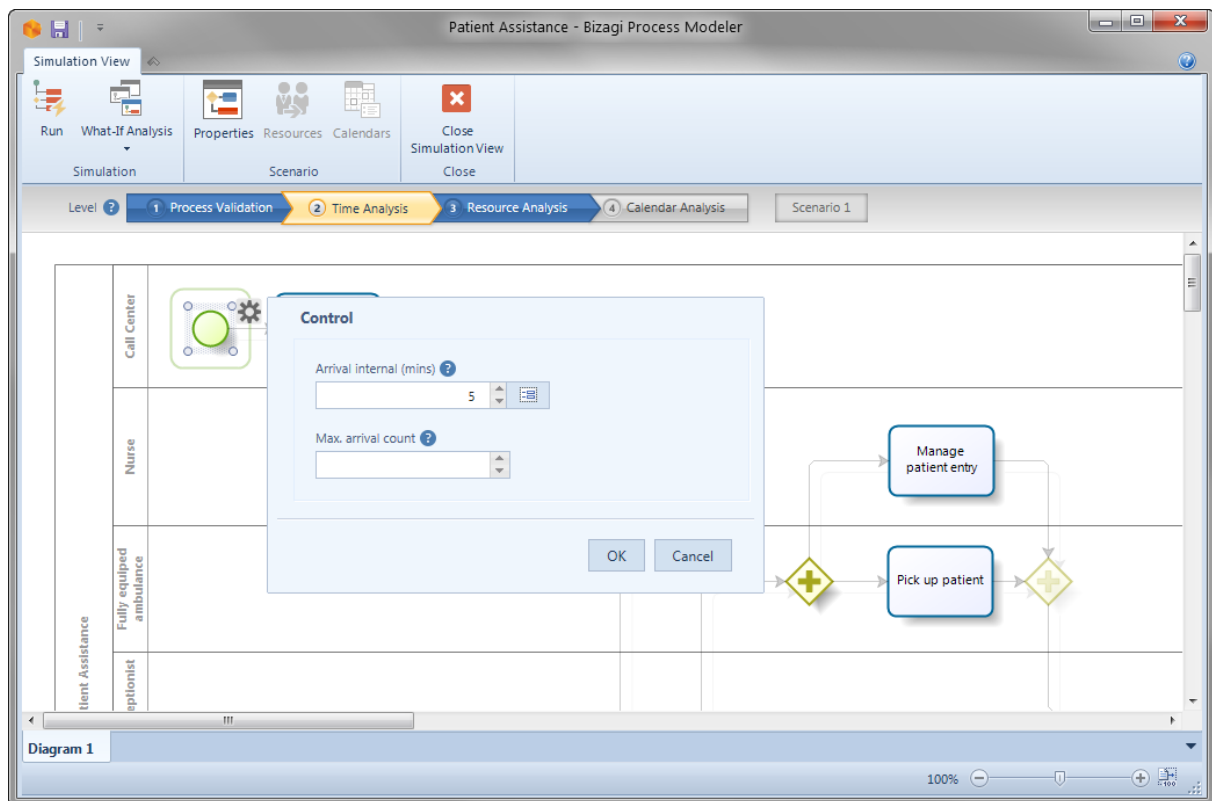 Patient Assistance - Bizagi Process Modeler
Simulation View
Run
What-If Analysis
Properties
Resources
Calendars
Close
Simulation View
Simulation
Scenario
Close
Level
1 Process Validation
2 Time Analysis
3 Resource Analysis
4 Calendar Analysis
Scenario 1
Call Center
Control
Arrival internal (mins)
5
Max. arrival count
OK
Cancel
Nurse
Manage
patient entry
Fully equiped
ambulance
Pick up patient
tient Assistance
eptionist
Diagram 1
100%